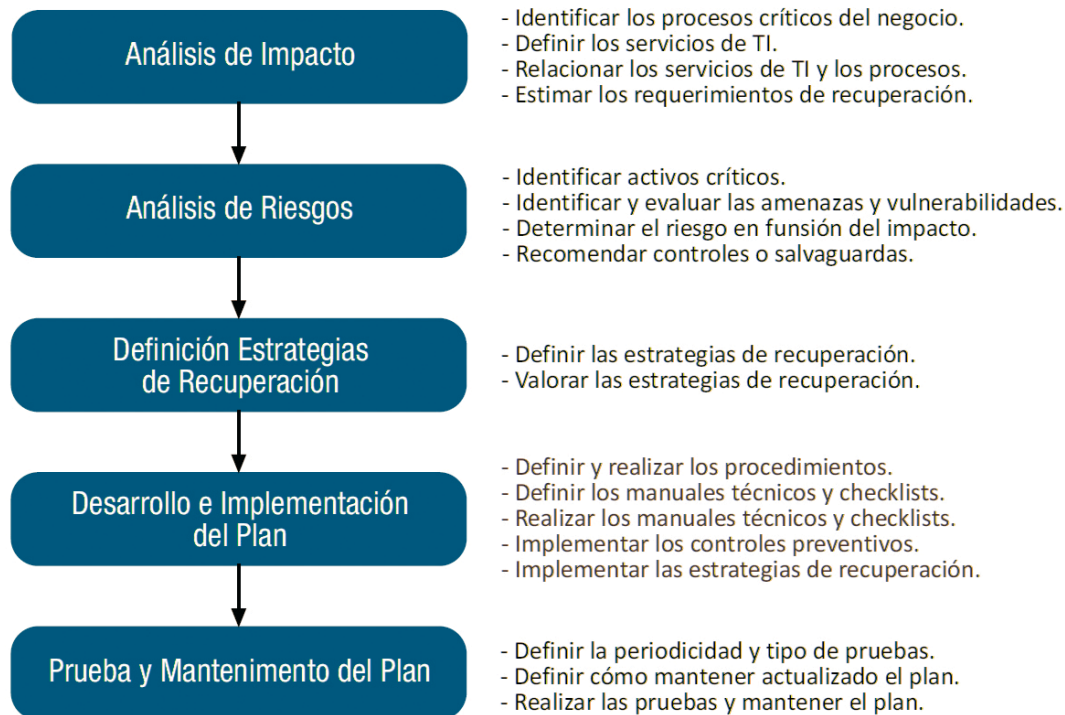 Análisis de Impacto
- Identificar los procesos críticos del negocio.
- Definir los servicios de TI.
- Relacionar los servicios de TI y los procesos.
- Estimar los requerimientos de recuperación.
Análisis de Riesgos
- Identificar activos críticos.
- Identificar y evaluar las amenazas y vulnerabilidades.
- Determinar el riesgo en funsión del impacto.
- Recomendar controles o salvaguardas.
Definición Estrategias
de Recuperación
- Definir las estrategias de recuperación.
- Valorar las estrategias de recuperación.
Desarrollo e Implementación
del Plan
- Definir y realizar los procedimientos.
- Definir los manuales técnicos y checklists.
- Realizar los manuales técnicos y checklists.
- Implementar los controles preventivos.
- Implementar las estrategias de recuperación.
Prueba y Mantenimento del Plan
- Definir la periodicidad y tipo de pruebas.
- Definir cómo mantener actualizado el plan.
- Realizar las pruebas y mantener el plan.